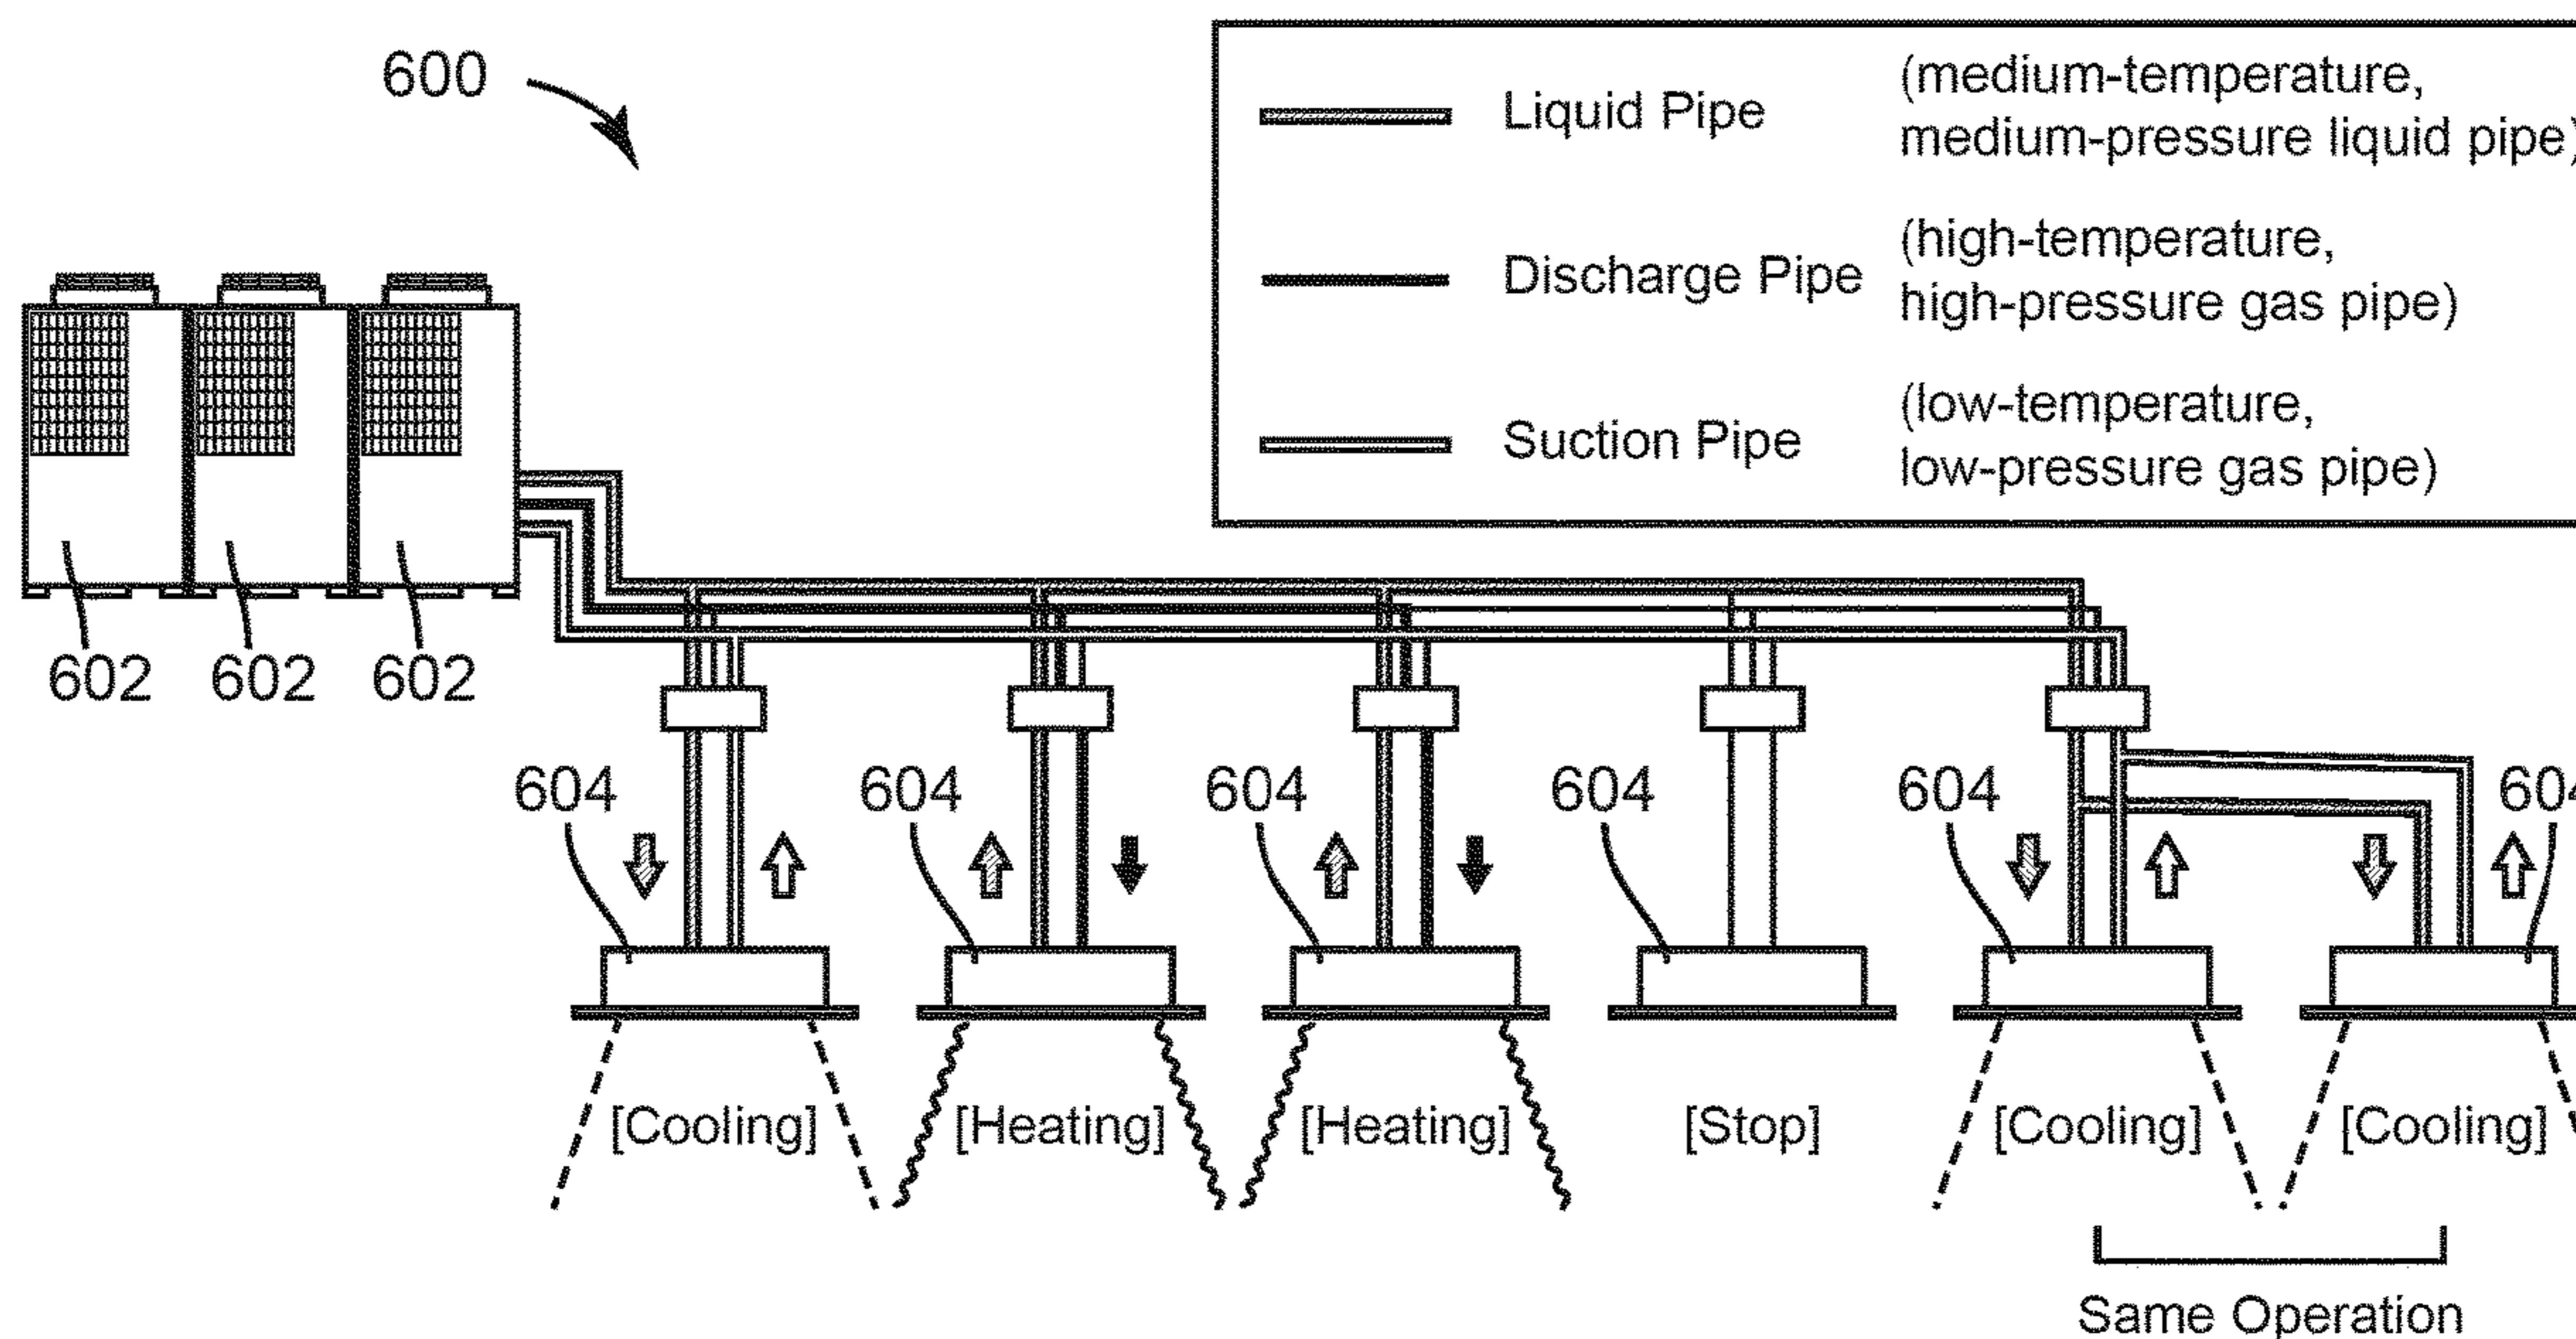 600
Liquid Pipe
(medium-temperature,
medium-pressure liquid pipe)
Discharge Pipe
(high-temperature,
high-pressure gas pipe)
Suction Pipe
(low-temperature,
low-pressure gas pipe)
602 602 602
604 604 604 604 604 604
[Cooling] [Heating] [Heating] [Stop] [Cooling] [Cooling]
Same Operation